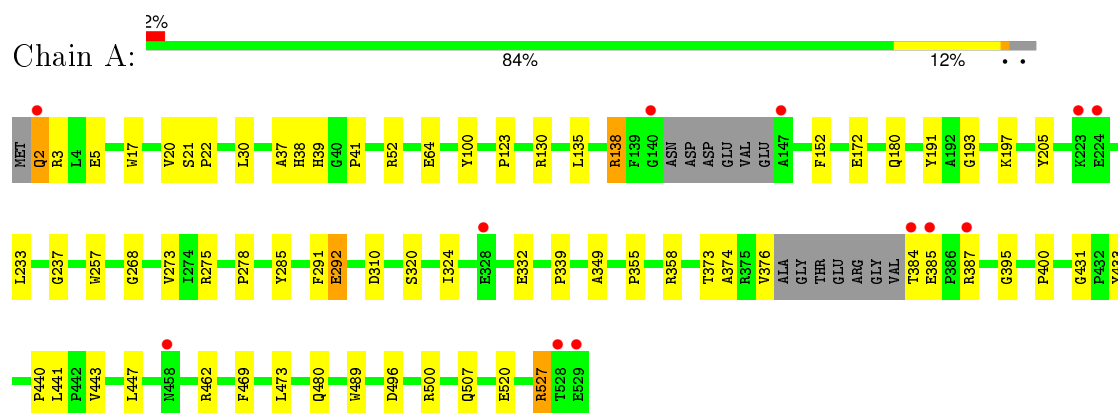 2%
Chain A:
84%
12%
MET Q2 R3 L4 E5 W17 V20 S21 P22 L30 A37 H38 H39 G40 P41 R52 E64 Y100 P123 R130 L135 R138 F139 G140 ASN ASP ASP GLU VAL GLU A147 F152 E172 Q180 Y191 A192 G193 K197 Y205 K223 E224
L233 G237 W257 G268 V273 I274 R275 P278 Y285 F291 E292 D310 S320 I324 E328 E332 P339 A349 P355 R358 T373 A374 R375 V376 ALA GLY THR GLU ARG GLY VAL T384 E385 P386 R387 G395 P400 G431 P432 Y433
P440 L441 P442 V443 L447 N458 R462 F469 L473 Q480 W489 D496 R500 Q507 E520 R527 T528 E529